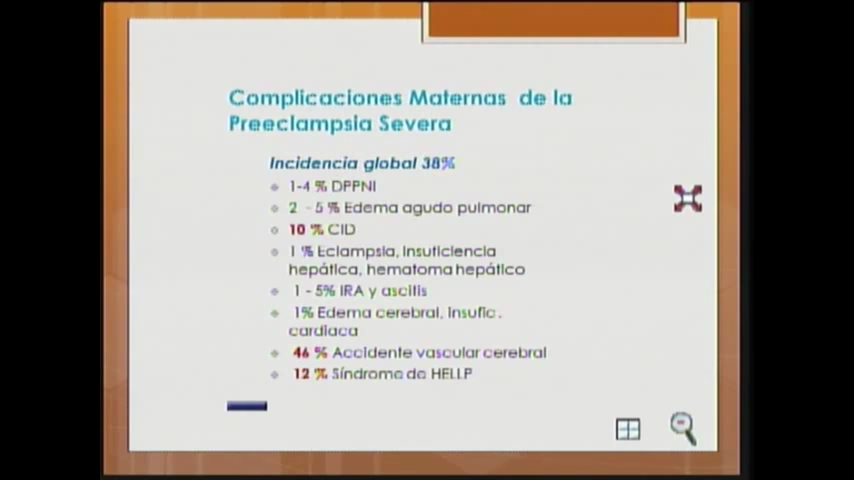 Complicaciones Maternas de la
Preeclampsia Severa
Incidencia global 38%
1-4 % DPPNI
2 - 5 % Edema agudo pulmonar
10 % CID
1 % Eclampsia, Insuficiencia
hepática, hematoma hepático
1 - 5% IRA y ascitis
1% Edema cerebral, Insufic.
cardiaca
46 % Accidente vascular cerebral
12 % Síndrome de HELLP